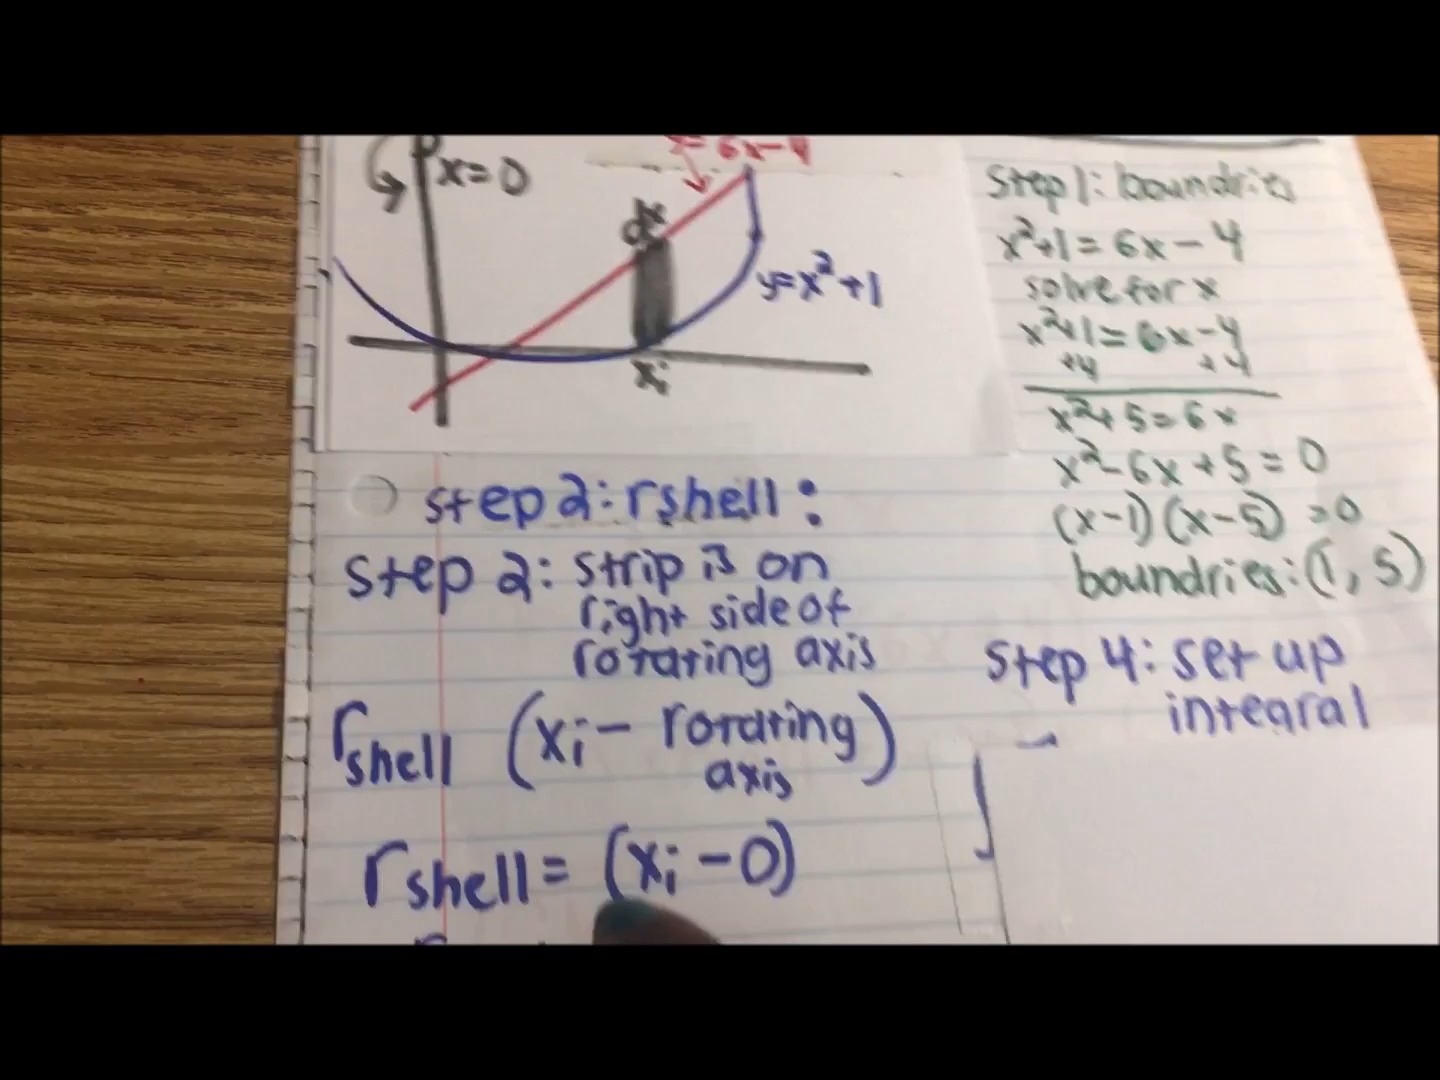 x=0
y=6x-4
dx
y=x²+1
xi
step 2: rshell:
step 2: strip is on
right side of
rotating axis
rshell (xi - rotating
axis)
rshell = (xi - 0)
step 1: boundries
x²+1=6x-4
solve for x
x²+1=6x-4
+4 +4
x²+5=6x
x²-6x+5=0
(x-1)(x-5)=0
boundries: (1, 5)
step 4: set up
integral